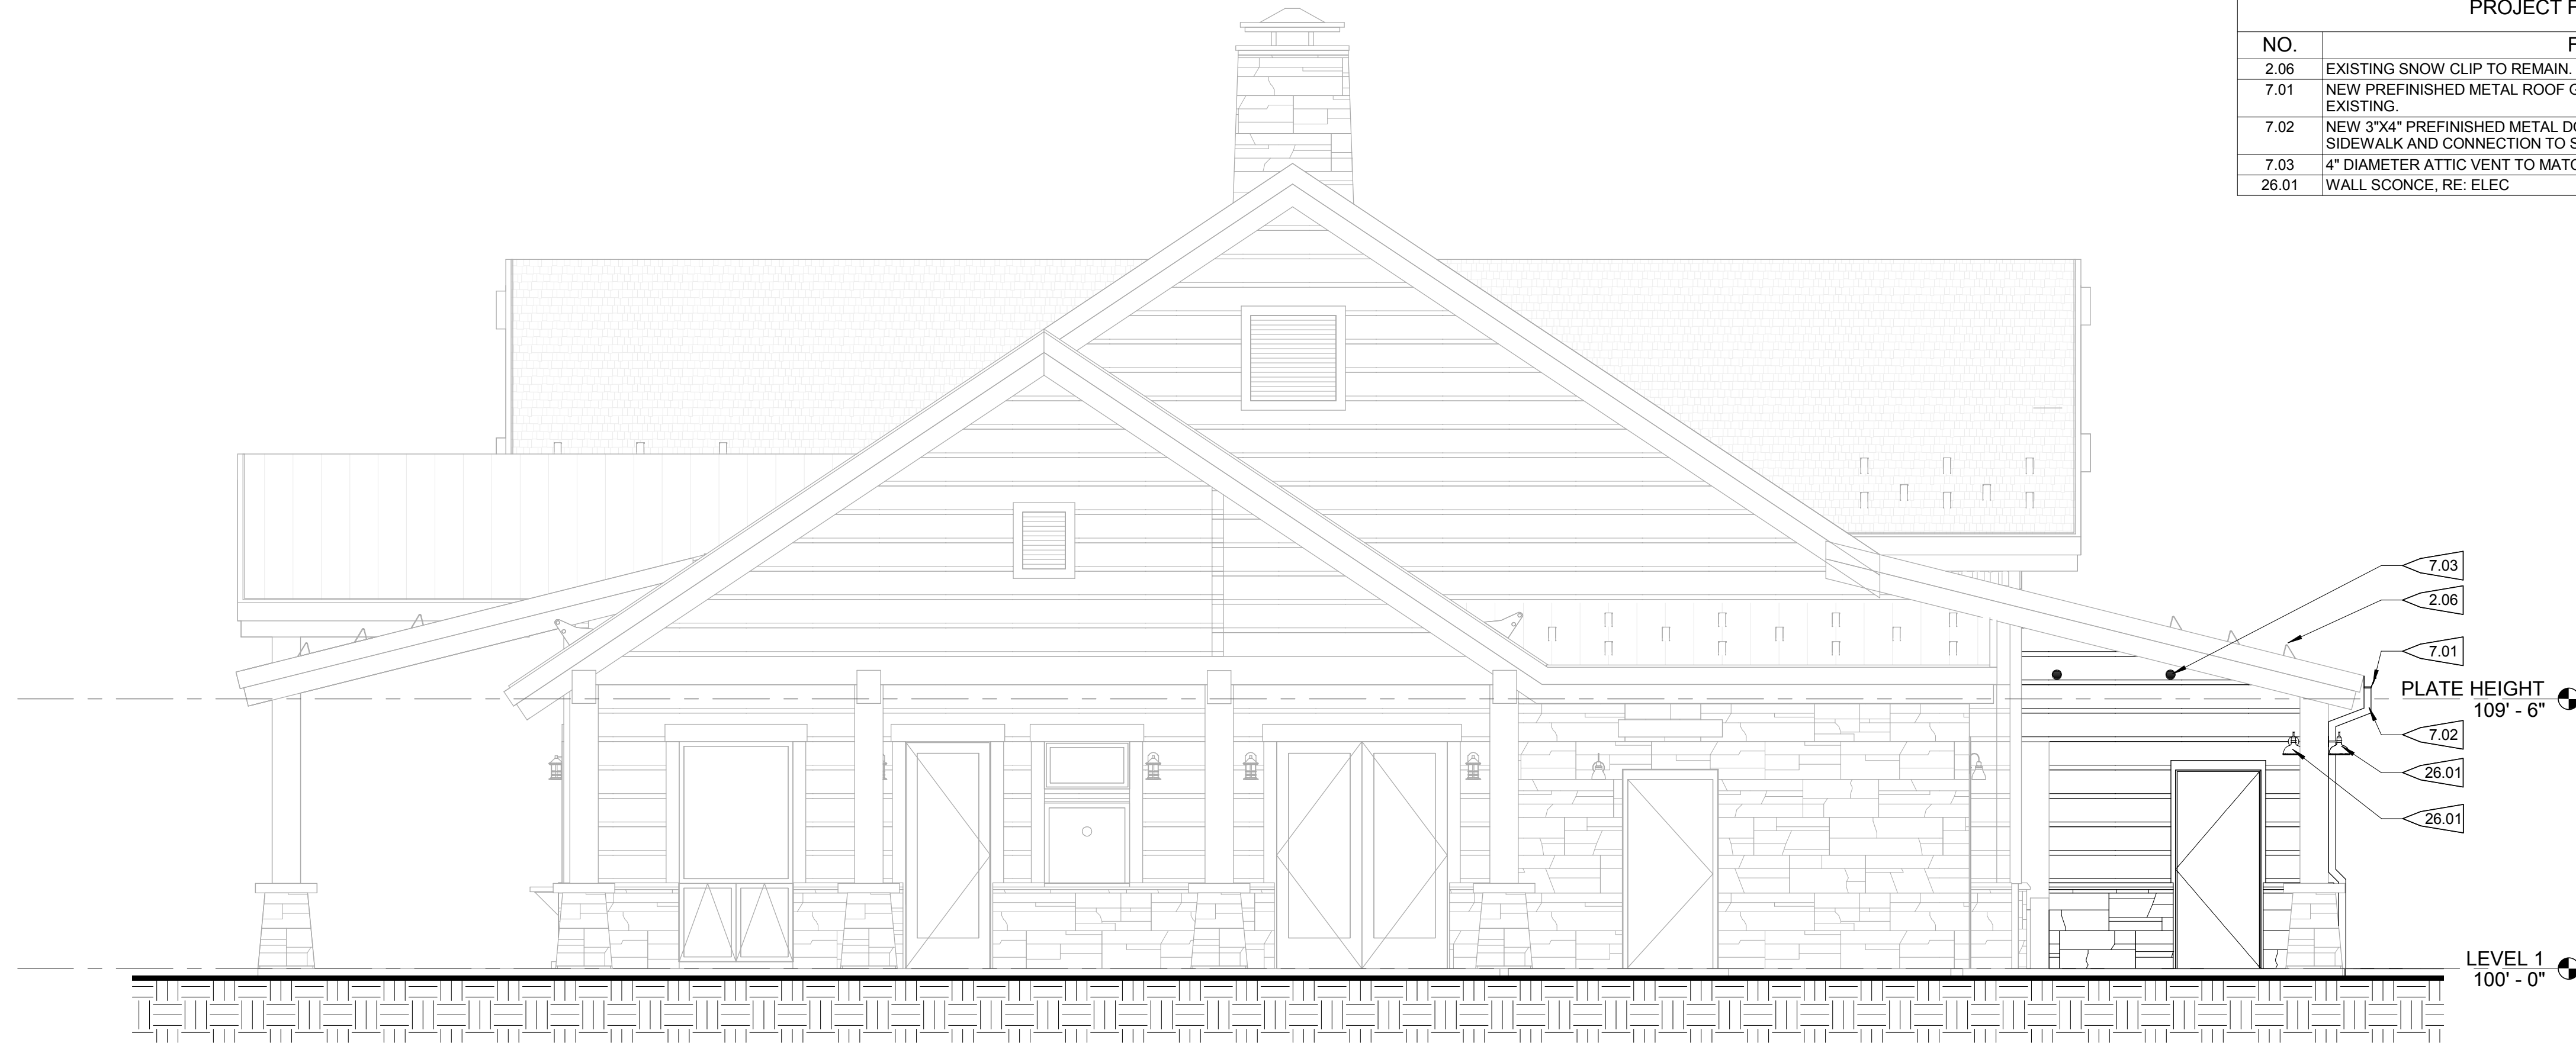 PROJECT
NO.
2.06 EXISTING SNOW CLIP TO REMAIN.
7.01 NEW PREFINISHED METAL ROOF
EXISTING.
7.02 NEW 3"X4" PREFINISHED METAL
SIDEWALK AND CONNECTION TO
7.03 4" DIAMETER ATTIC VENT TO
26.01 WALL SCONCE, RE: ELEC
7.03
2.06
7.01
PLATE HEIGHT
109' - 6"
7.02
26.01
26.01
LEVEL 1
100' - 0"